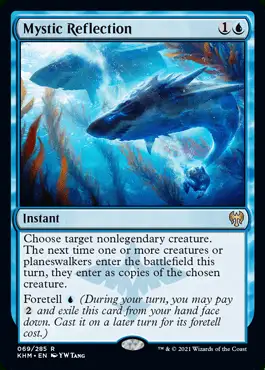 Mystic Reflection 1
Instant
Choose target nonlegendary creature.
The next time one or more creatures or
planeswalkers enter the battlefield this
turn, they enter as copies of the chosen
creature.
Foretell (During your turn, you may pay
2 and exile this card from your hand face
down. Cast it on a later turn for its foretell
cost.)
069/285 R
KHM • EN YW TANG
™ & © 2021 Wizards of the Coast